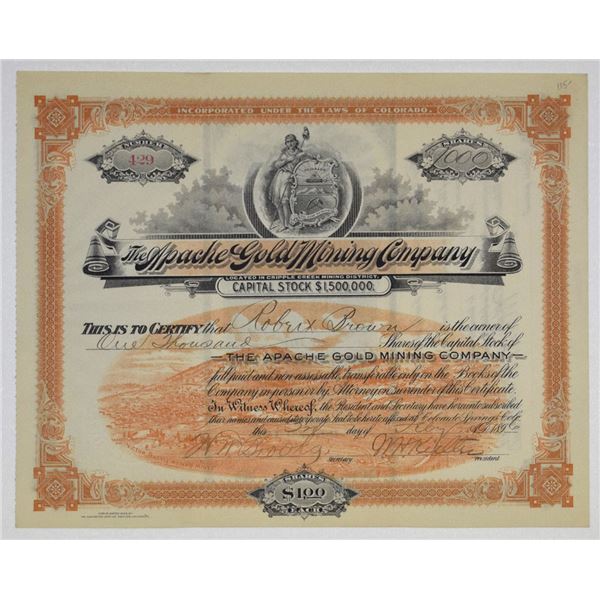 INCORPORATED UNDER THE LAWS OF COLORADO.
NUMBER
429
SHARES
1000
The Apache Gold Mining Company
LOCATED IN CRIPPLE CREEK MINING DISTRICT.
CAPITAL STOCK $1,500,000.
THIS IS TO CERTIFY that Robert Brown is the owner of
One Thousand Shares of the Capital Stock of
THE APACHE GOLD MINING COMPANY
full paid and non-assessable, transferable only on the Books of the
Company in person or by Attorney on surrender of this Certificate.
In Witness Whereof, the President and Secretary have hereunto subscribed
their names and caused the corporate Seal to be hereto affixed at Colorado Springs, Colo.
this day of 189
Secretary
President
SHARES
$1.00
EACH